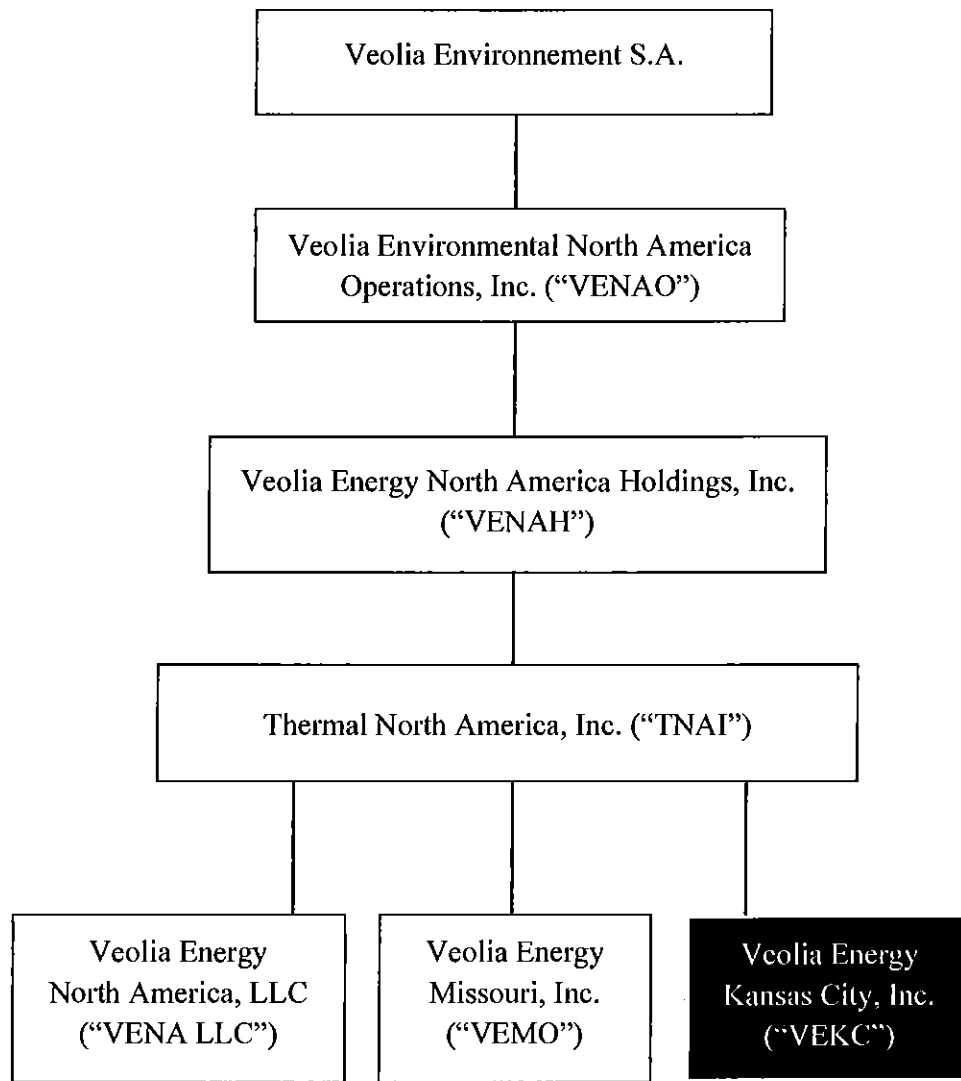 Veolia Environnement S.A.
Veolia Environmental North America
Operations, Inc. (“VENAO”)
Veolia Energy North America Holdings, Inc.
(“VENAH”)
Thermal North America, Inc. (“TNAI”)
Veolia Energy
North America, LLC
(“VENA LLC”)
Veolia Energy
Missouri, Inc.
(“VEMO”)
Veolia Energy
Kansas City, Inc.
(“VEKC”)